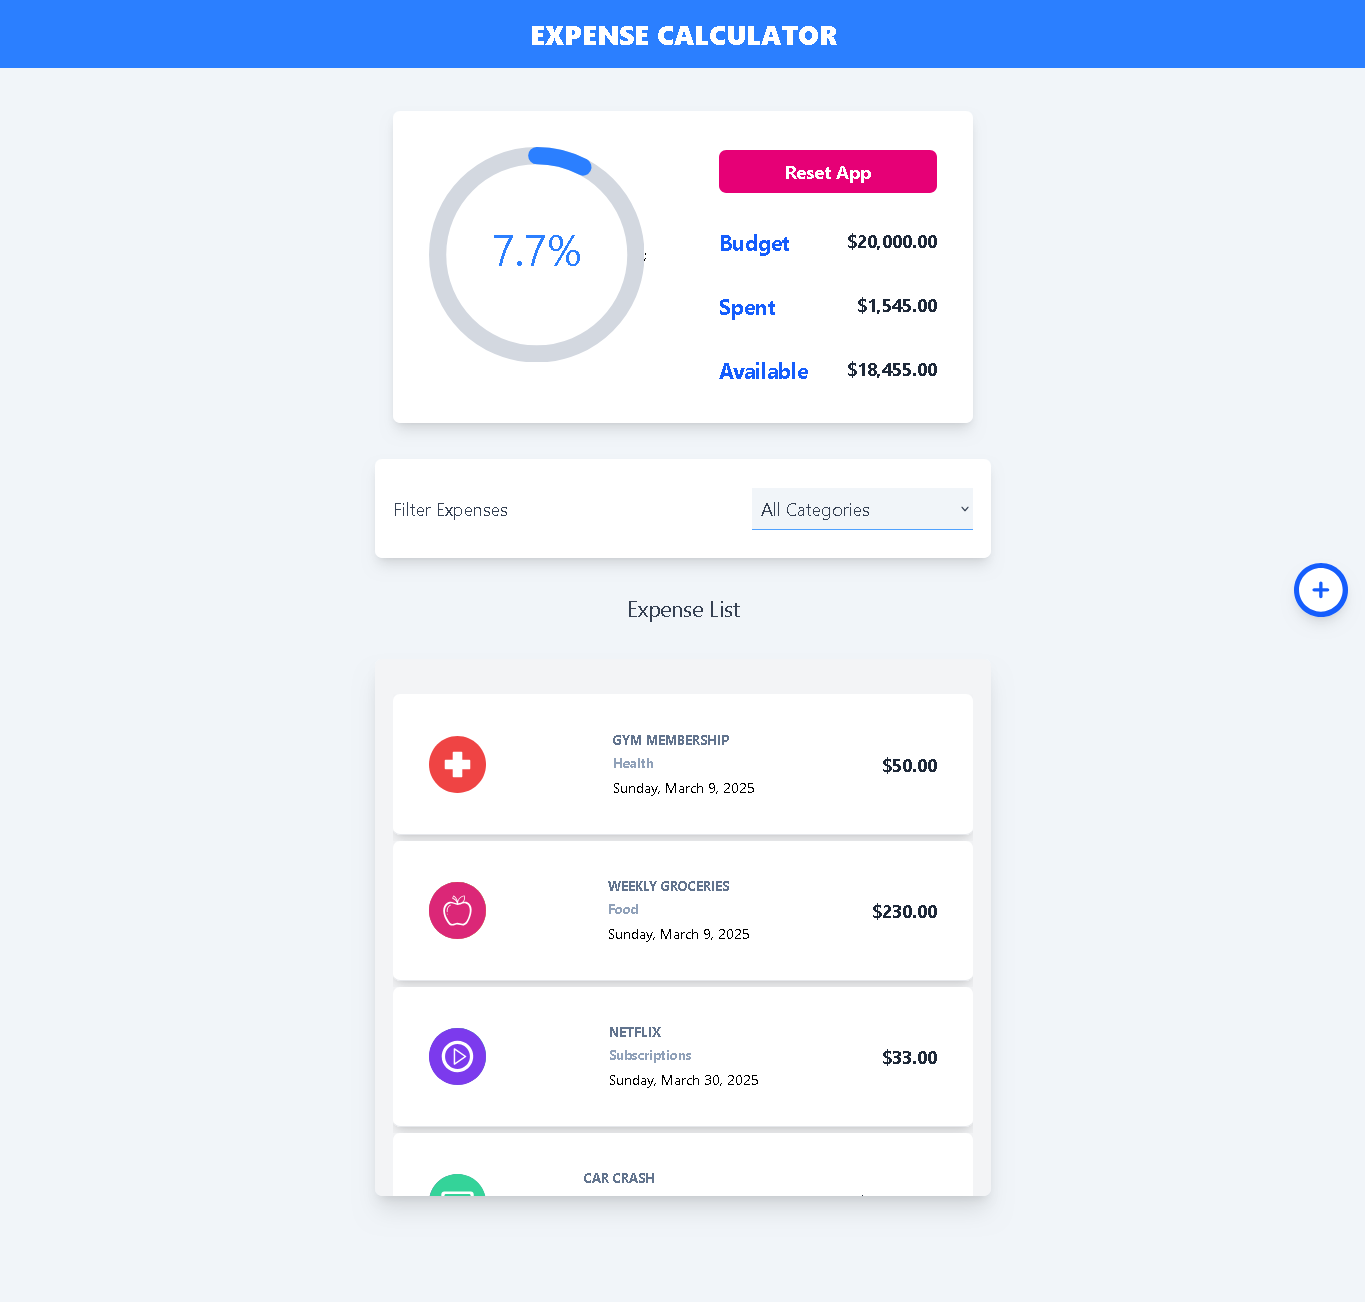 EXPENSE CALCULATOR
7.7%
;
Reset App
Budget $20,000.00
Spent $1,545.00
Available $18,455.00
Filter Expenses
All Categories
Expense List
GYM MEMBERSHIP
Health
Sunday, March 9, 2025
$50.00
WEEKLY GROCERIES
Food
Sunday, March 9, 2025
$230.00
NETFLIX
Subscriptions
Sunday, March 30, 2025
$33.00
CAR CRASH